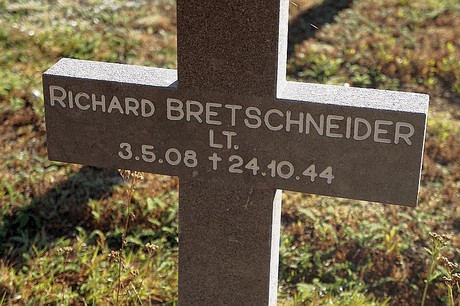 RICHARD BRETSCHNEIDER
LT.
3.5.08 † 24.10.44